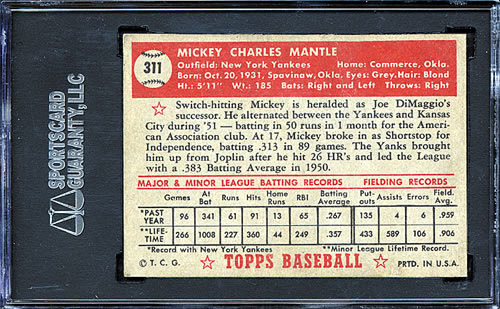 SPORTSCARD
GUARANTY, LLC
311
MICKEY CHARLES MANTLE
Outfield: New York Yankees Home: Commerce, Okla.
Born: Oct. 20, 1931, Spavinaw, Okla. Eyes: Grey. Hair: Blond
Ht.: 5'11" Wt.: 185 Bats: Right and Left Throws: Right
Switch-hitting Mickey is heralded as Joe DiMaggio's
successor. He alternated between the Yankees and Kansas
City during '51 — batting in 50 runs in 1 month for the Ameri-
can Association club. At 17, Mickey broke in as Shortstop for
Independence, batting .313 in 89 games. The Yanks brought
him up from Joplin after he hit 26 HR's and led the League
with a .383 Batting Average in 1950.
MAJOR & MINOR LEAGUE BATTING RECORDS FIELDING RECORDS
Games At Bat Runs Hits Home Runs RBI Batting Average Put-outs Assists Errors Field. Avg.
*PAST YEAR 96 341 61 91 13 65 .267 135 4 6 .959
**LIFE-TIME 266 1008 227 360 44 249 .357 433 589 106 .906
*Record with New York Yankees **Minor League Lifetime Record.
© T. C. G. ☆ TOPPS BASEBALL ☆ PRTD. IN U.S.A.